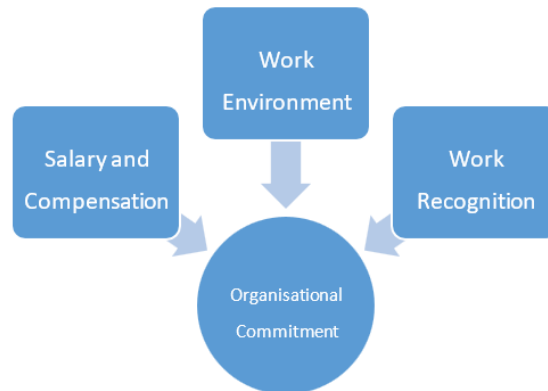 Work
Environment
Salary and
Compensation
Work
Recognition
Organisational
Commitment